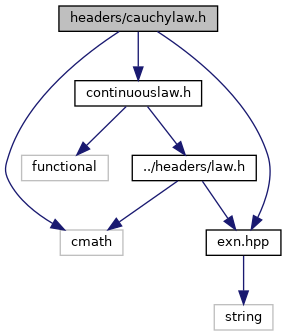 headers/cauchylaw.h
continuouslaw.h
functional
../headers/law.h
cmath
exn.hpp
string